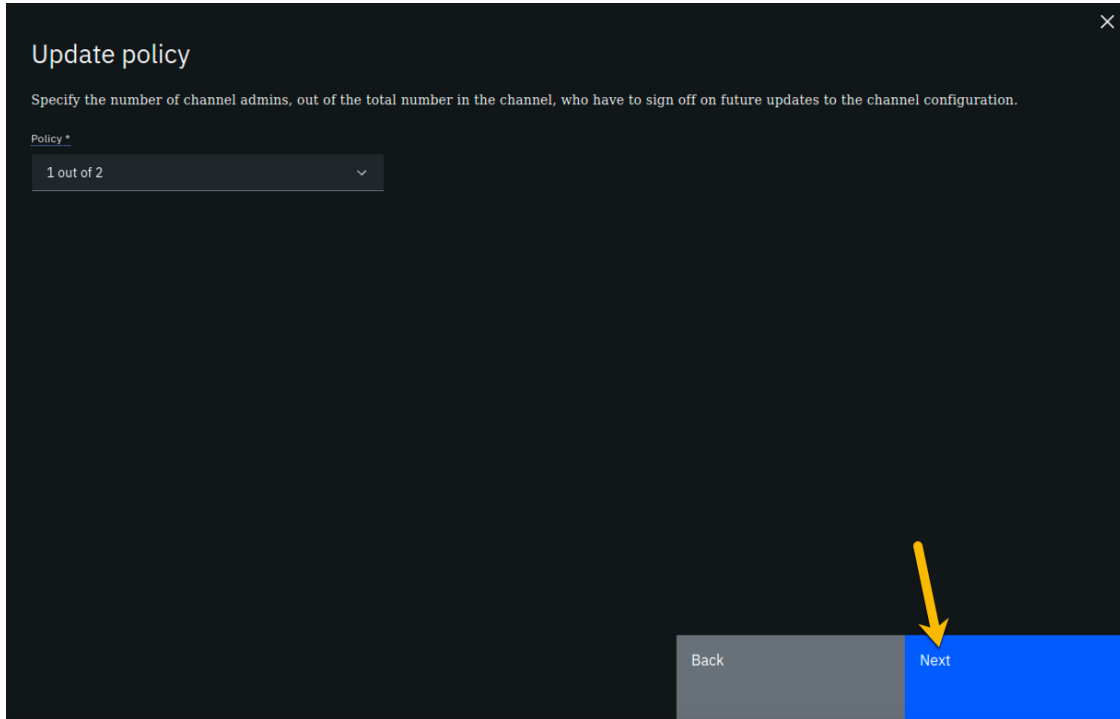 Update policy
Specify the number of channel admins, out of the total number in the channel, who have to sign off on future updates to the channel configuration.
Policy *
1 out of 2
Back
Next